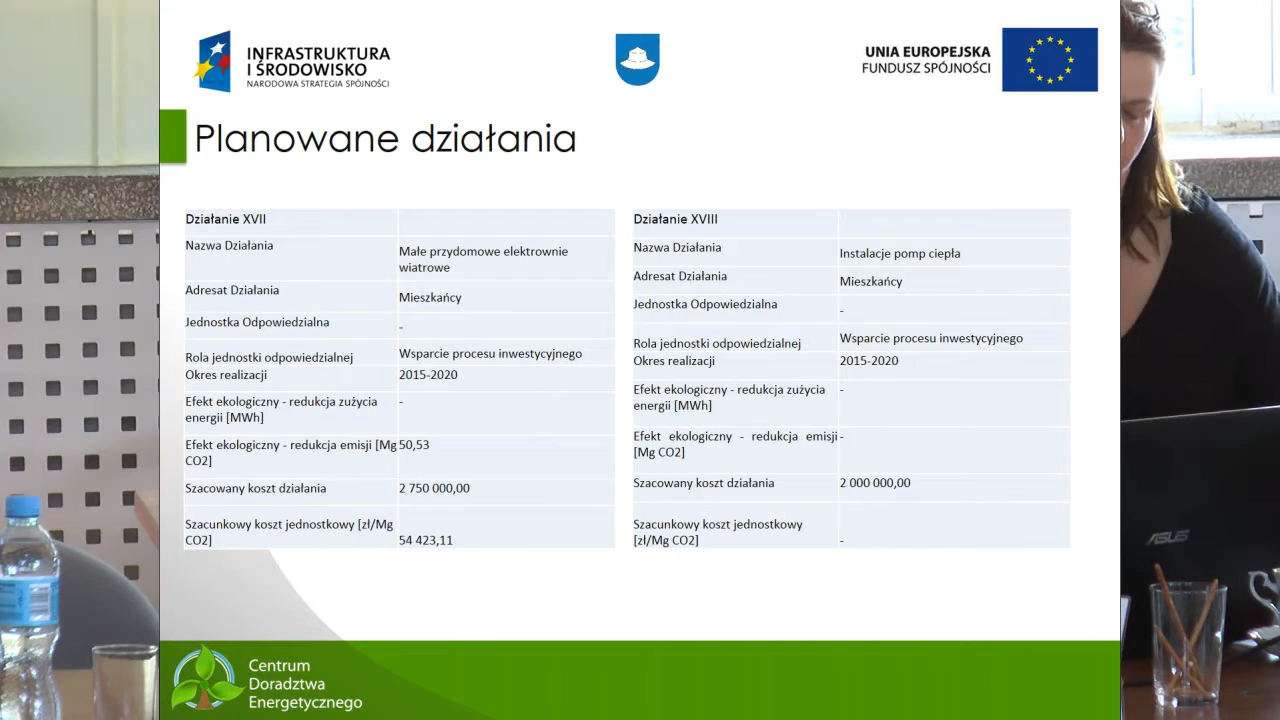 INFRASTRUKTURA
I ŚRODOWISKO
NARODOWA STRATEGIA SPÓJNOŚCI
UNIA EUROPEJSKA
FUNDUSZ SPÓJNOŚCI
Planowane działania
Działanie XVII
Nazwa Działania
Małe przydomowe elektrownie
wiatrowe
Adresat Działania
Mieszkańcy
Jednostka Odpowiedzialna
-
Rola jednostki odpowiedzialnej
Wsparcie procesu inwestycyjnego
Okres realizacji
2015-2020
Efekt ekologiczny - redukcja zużycia
energii [MWh]
-
Efekt ekologiczny - redukcja emisji [Mg
CO2]
50,53
Szacowany koszt działania
2 750 000,00
Szacunkowy koszt jednostkowy [zł/Mg
CO2]
54 423,11
Działanie XVIII
Nazwa Działania
Instalacje pomp ciepła
Adresat Działania
Mieszkańcy
Jednostka Odpowiedzialna
-
Rola jednostki odpowiedzialnej
Wsparcie procesu inwestycyjnego
Okres realizacji
2015-2020
Efekt ekologiczny - redukcja zużycia
energii [MWh]
-
Efekt ekologiczny - redukcja emisji
[Mg CO2]
-
Szacowany koszt działania
2 000 000,00
Szacunkowy koszt jednostkowy
[zł/Mg CO2]
-
Centrum
Doradztwa
Energetycznego
ASUS